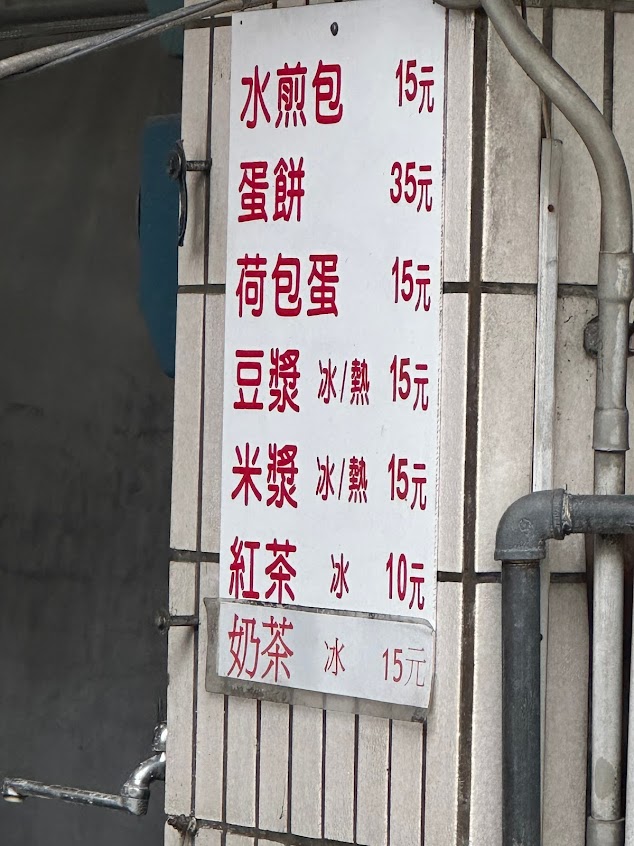 水煎包 15元
蛋餅 35元
荷包蛋 15元
豆漿 冰/熱 15元
米漿 冰/熱 15元
紅茶 冰 10元
奶茶 冰 15元